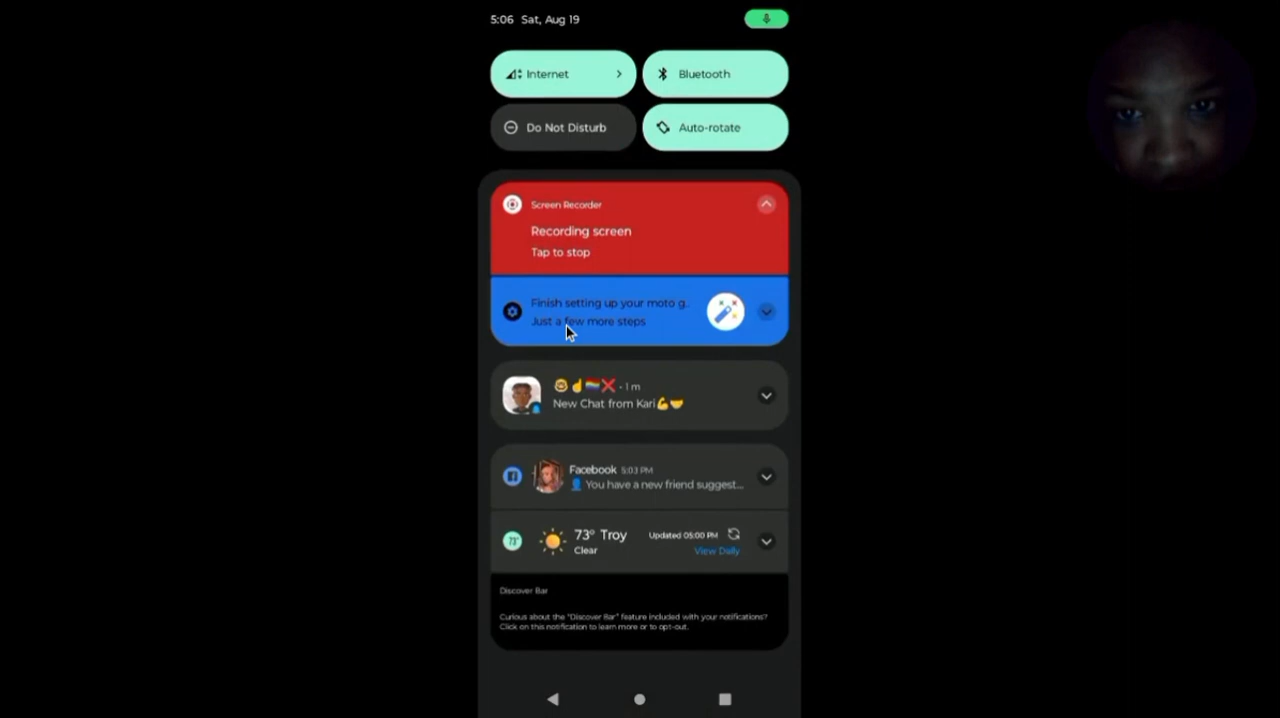 5:06 Sat, Aug 19
Internet
Bluetooth
Do Not Disturb
Auto-rotate
Screen Recorder
Recording screen
Tap to stop
Finish setting up your moto g..
Just a few more steps
· 1m
New Chat from Kari💪🤝
Facebook 5:03 PM
👤 You have a new friend suggest...
73°
73° Troy
Updated 05:00 PM
Clear
View Daily
Discover Bar
Curious about the "Discover Bar" feature included with your notifications?
Click on this notification to learn more or to opt-out.